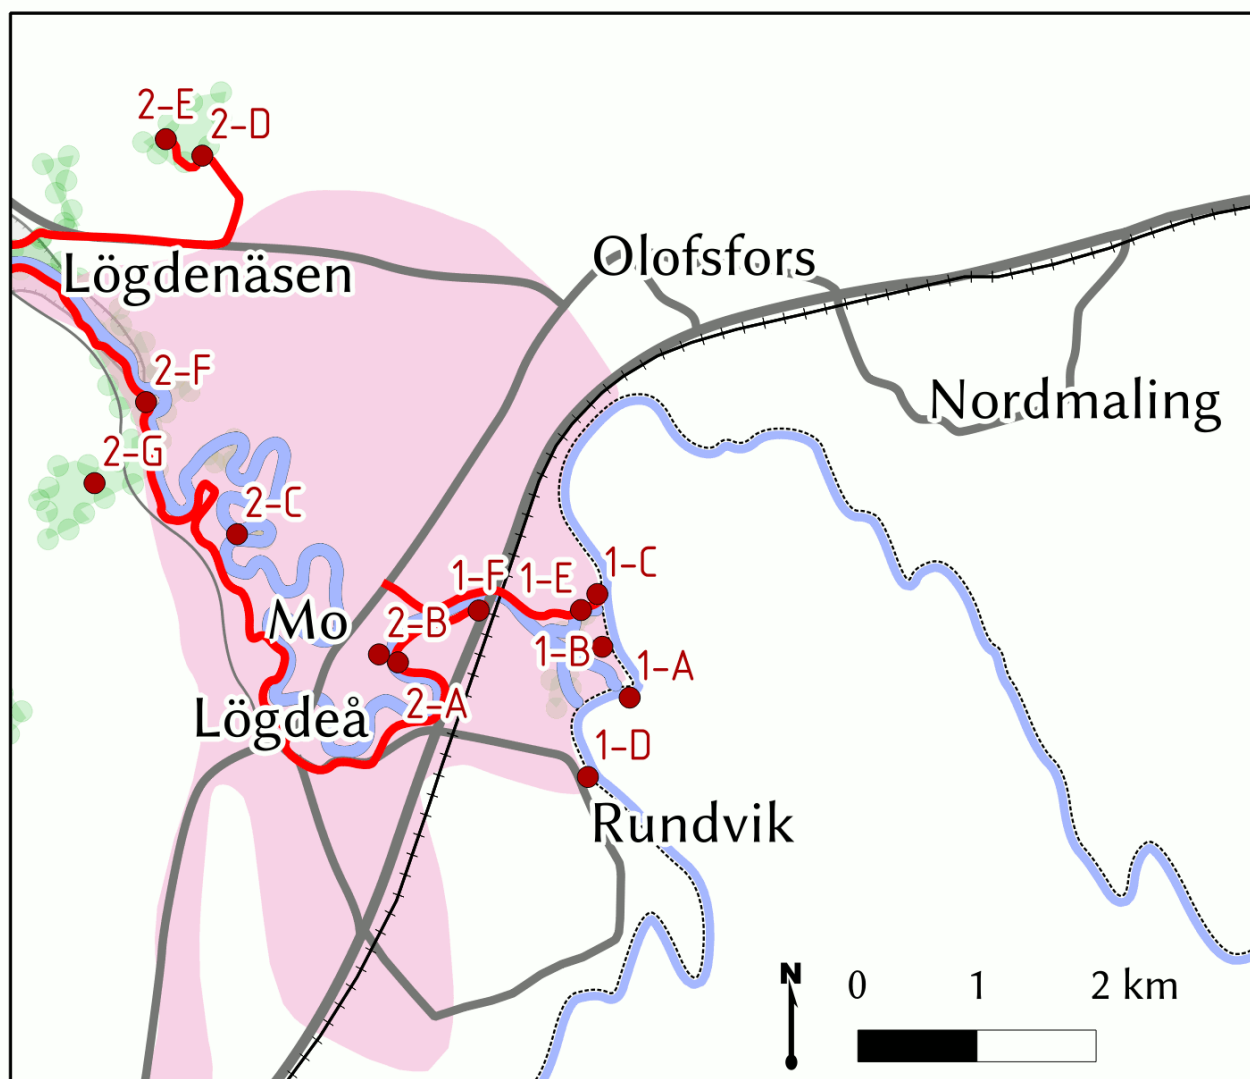 2-E
2-D
Olofsfors
Lögdenäsen
2-F
Nordmaling
2-G
2-C
1-F
1-E
1-C
Mo
2=B
1-B
1-A
2-A
Lögdeå
1-D
Rundvik
N
0 1 2 km